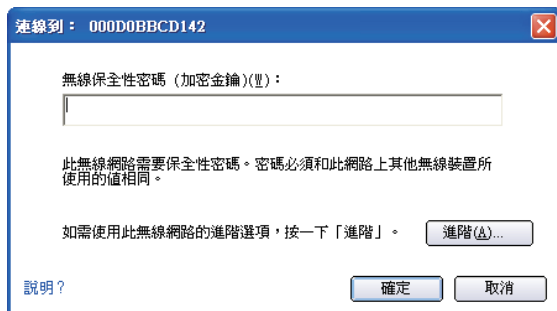 連線到： 000D0BBCD142
無線保全性密碼 (加密金鑰)(W)：
此無線網路需要保全性密碼。密碼必須和此網路上其他無線裝置所
使用的值相同。
如需使用此無線網路的進階選項，按一下「進階」。 進階(A)...
說明？ 確定 取消